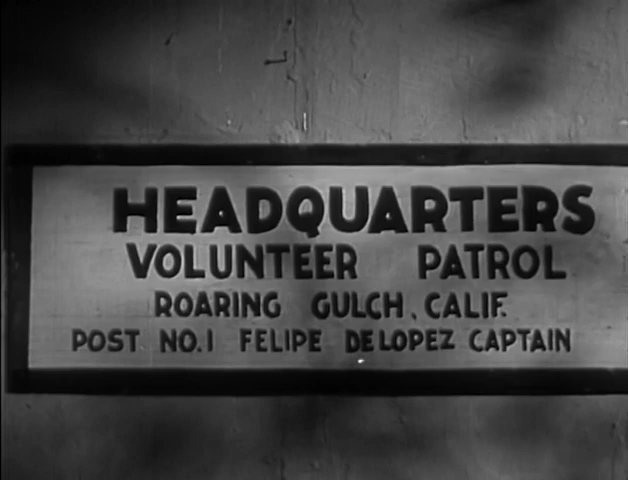 HEADQUARTERS
VOLUNTEER PATROL
ROARING GULCH, CALIF.
POST NO.1 FELIPE DELOPEZ CAPTAIN